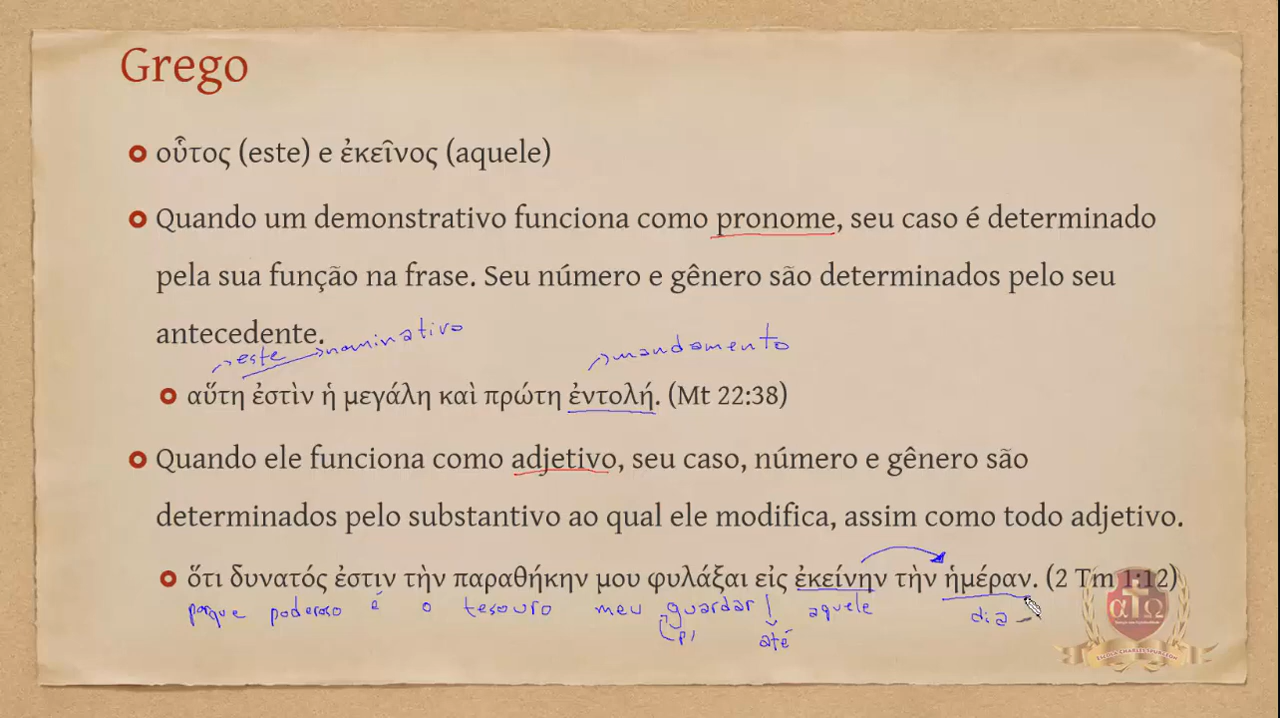 Grego
οὗτος (este) e ἐκεῖνος (aquele)
Quando um demonstrativo funciona como pronome, seu caso é determinado
pela sua função na frase. Seu número e gênero são determinados pelo seu
antecedente.
este nominativo mandamento
αὕτη ἐστὶν ἡ μεγάλη καὶ πρώτη ἐντολή. (Mt 22:38)
Quando ele funciona como adjetivo, seu caso, número e gênero são
determinados pelo substantivo ao qual ele modifica, assim como todo adjetivo.
ὅτι δυνατός ἐστιν τὴν παραθήκην μου φυλάξαι εἰς ἐκείνην τὴν ἡμέραν. (2 Tm 1:12)
porque poderoso é o tesouro meu guardar aquele dia
p/ até
ΑΩ